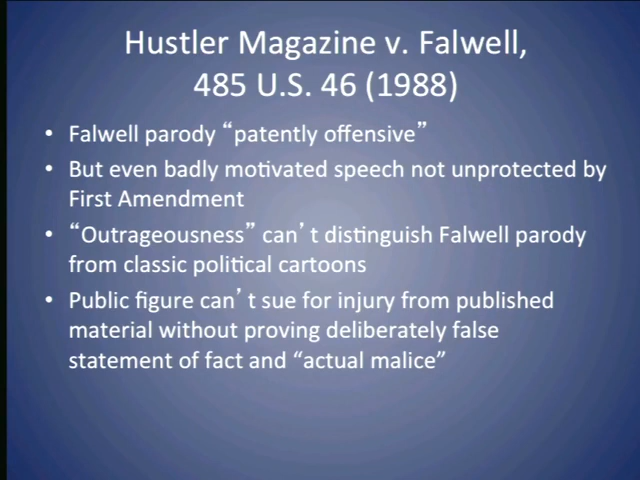 Hustler Magazine v. Falwell,
485 U.S. 46 (1988)
• Falwell parody “patently offensive”
• But even badly motivated speech not unprotected by
First Amendment
• “Outrageousness” can’t distinguish Falwell parody
from classic political cartoons
• Public figure can’t sue for injury from published
material without proving deliberately false
statement of fact and “actual malice”